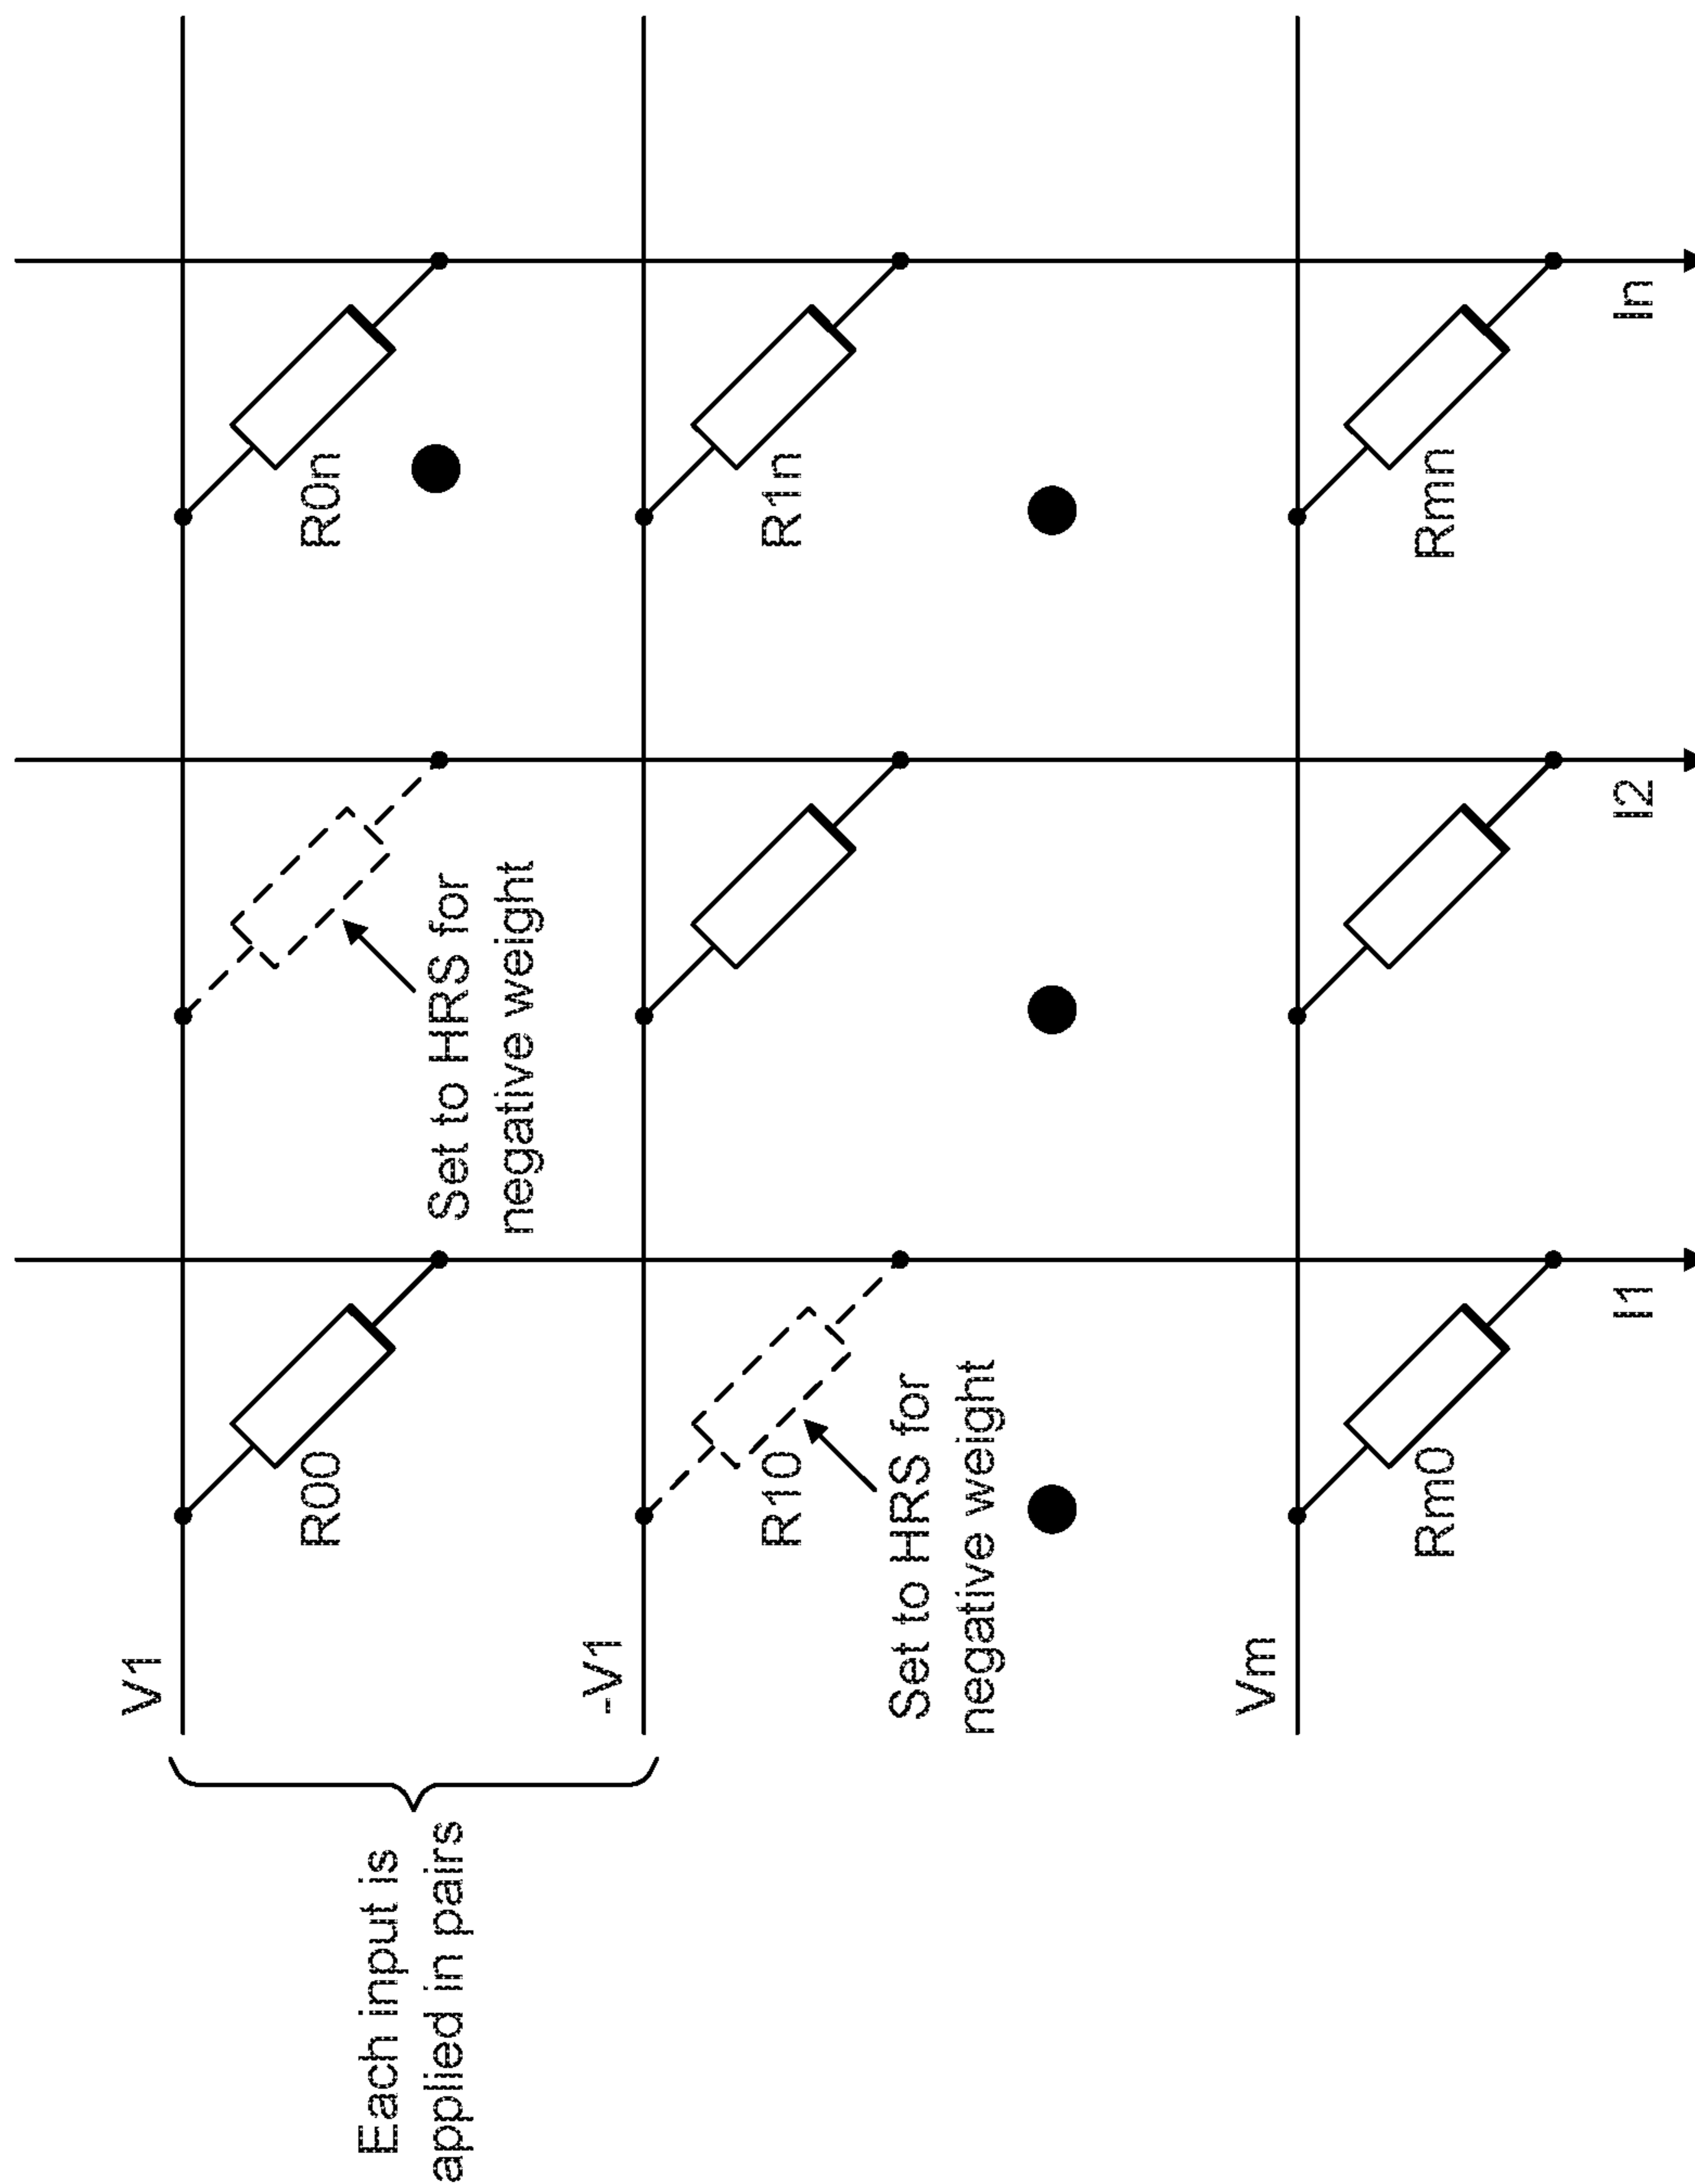 Each input is
applied in pairs
V1
-V1
Vm
R00
R0n
Set to HRS for
negative weight
R10
R1n
Set to HRS for
negative weight
Rm0
Rmn
I1
I2
In